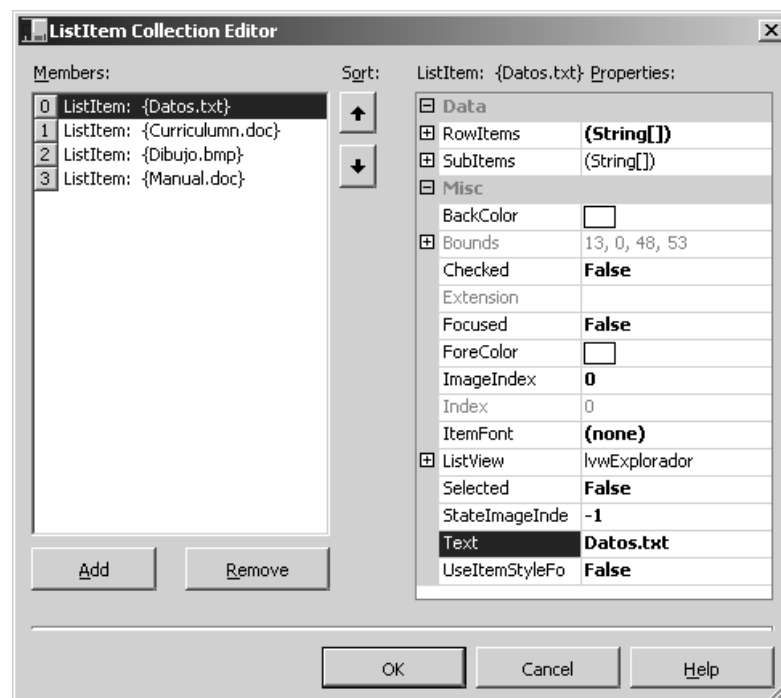 ListItem Collection Editor
Members:
Sort:
ListItem: {Datos.txt} Properties:
0 ListItem: {Datos.txt}
1 ListItem: {Curriculumn.doc}
2 ListItem: {Dibujo.bmp}
3 ListItem: {Manual.doc}
Data
RowItems (String[])
SubItems (String[])
Misc
BackColor
Bounds 13, 0, 48, 53
Checked False
Extension
Focused False
ForeColor
ImageIndex 0
Index 0
ItemFont (none)
ListView lvwExplorador
Selected False
StateImageInde -1
Text Datos.txt
UseItemStyleFo False
Add Remove
OK Cancel Help